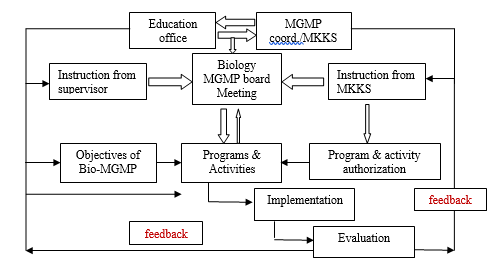 Education
office
MGMP
coord./MKKS
Instruction from
supervisor
Biology
MGMP board
Meeting
Instruction from
MKKS
Objectives of
Bio-MGMP
Programs &
Activities
Program & activity
authorization
Implementation
feedback
feedback
Evaluation